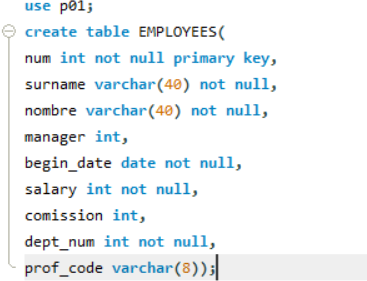 use p01;
create table EMPLOYEES(
num int not null primary key,
surname varchar(40) not null,
nombre varchar(40) not null,
manager int,
begin_date date not null,
salary int not null,
comission int,
dept_num int not null,
prof_code varchar(8));